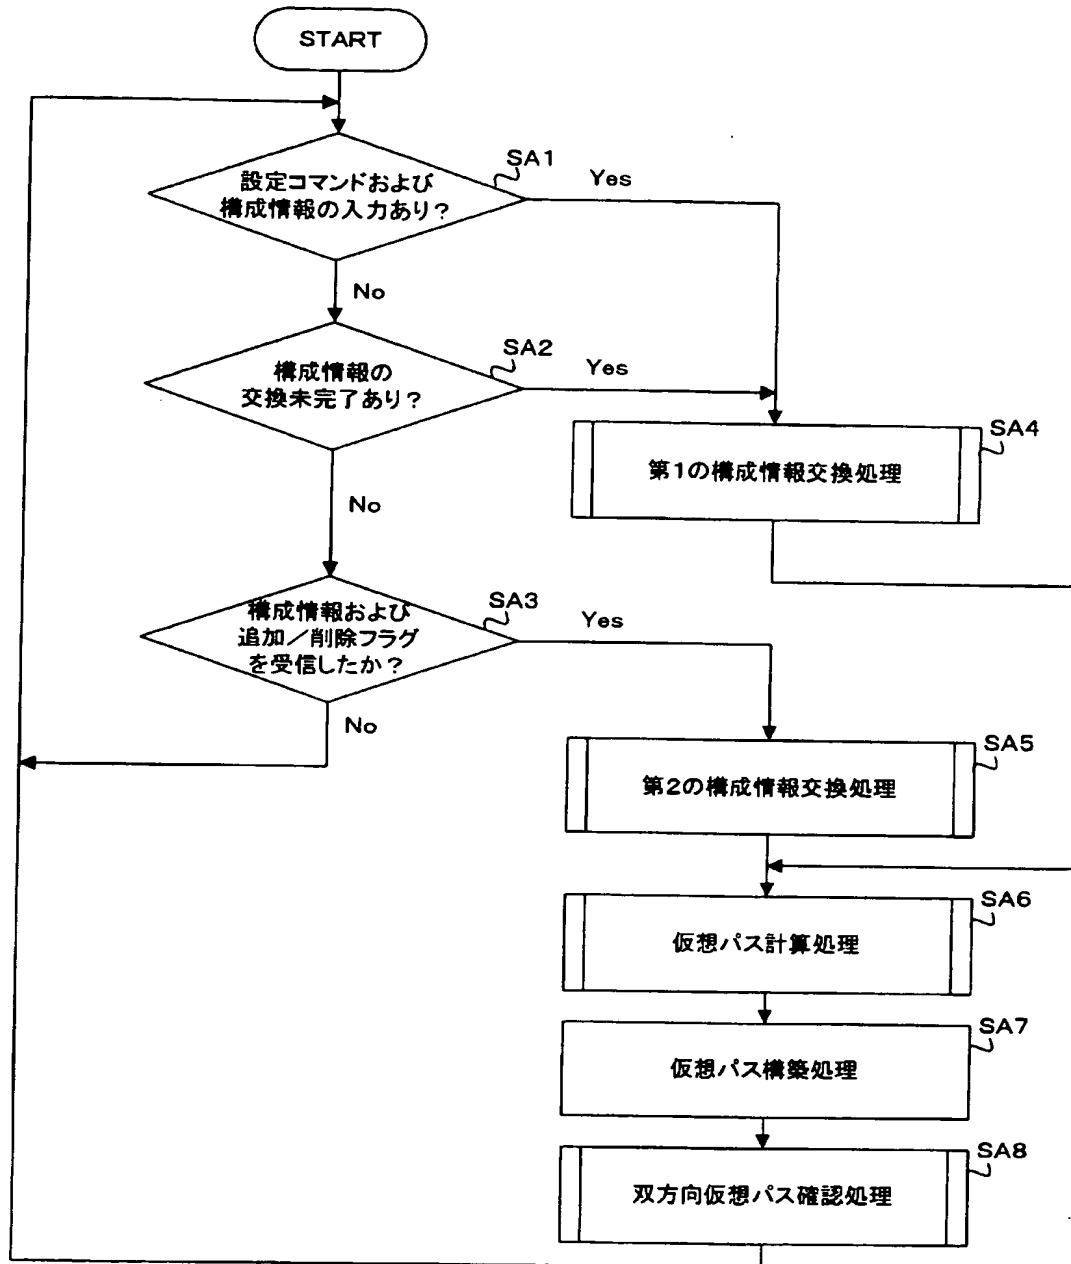 START
SA1
設定コマンドおよび
構成情報の入力あり？
Yes
No
SA2
構成情報の
交換未完了あり？
Yes
SA4
第1の構成情報交換処理
No
SA3
構成情報および
追加／削除フラグ
を受信したか？
Yes
No
SA5
第2の構成情報交換処理
SA6
仮想パス計算処理
SA7
仮想パス構築処理
SA8
双方向仮想パス確認処理